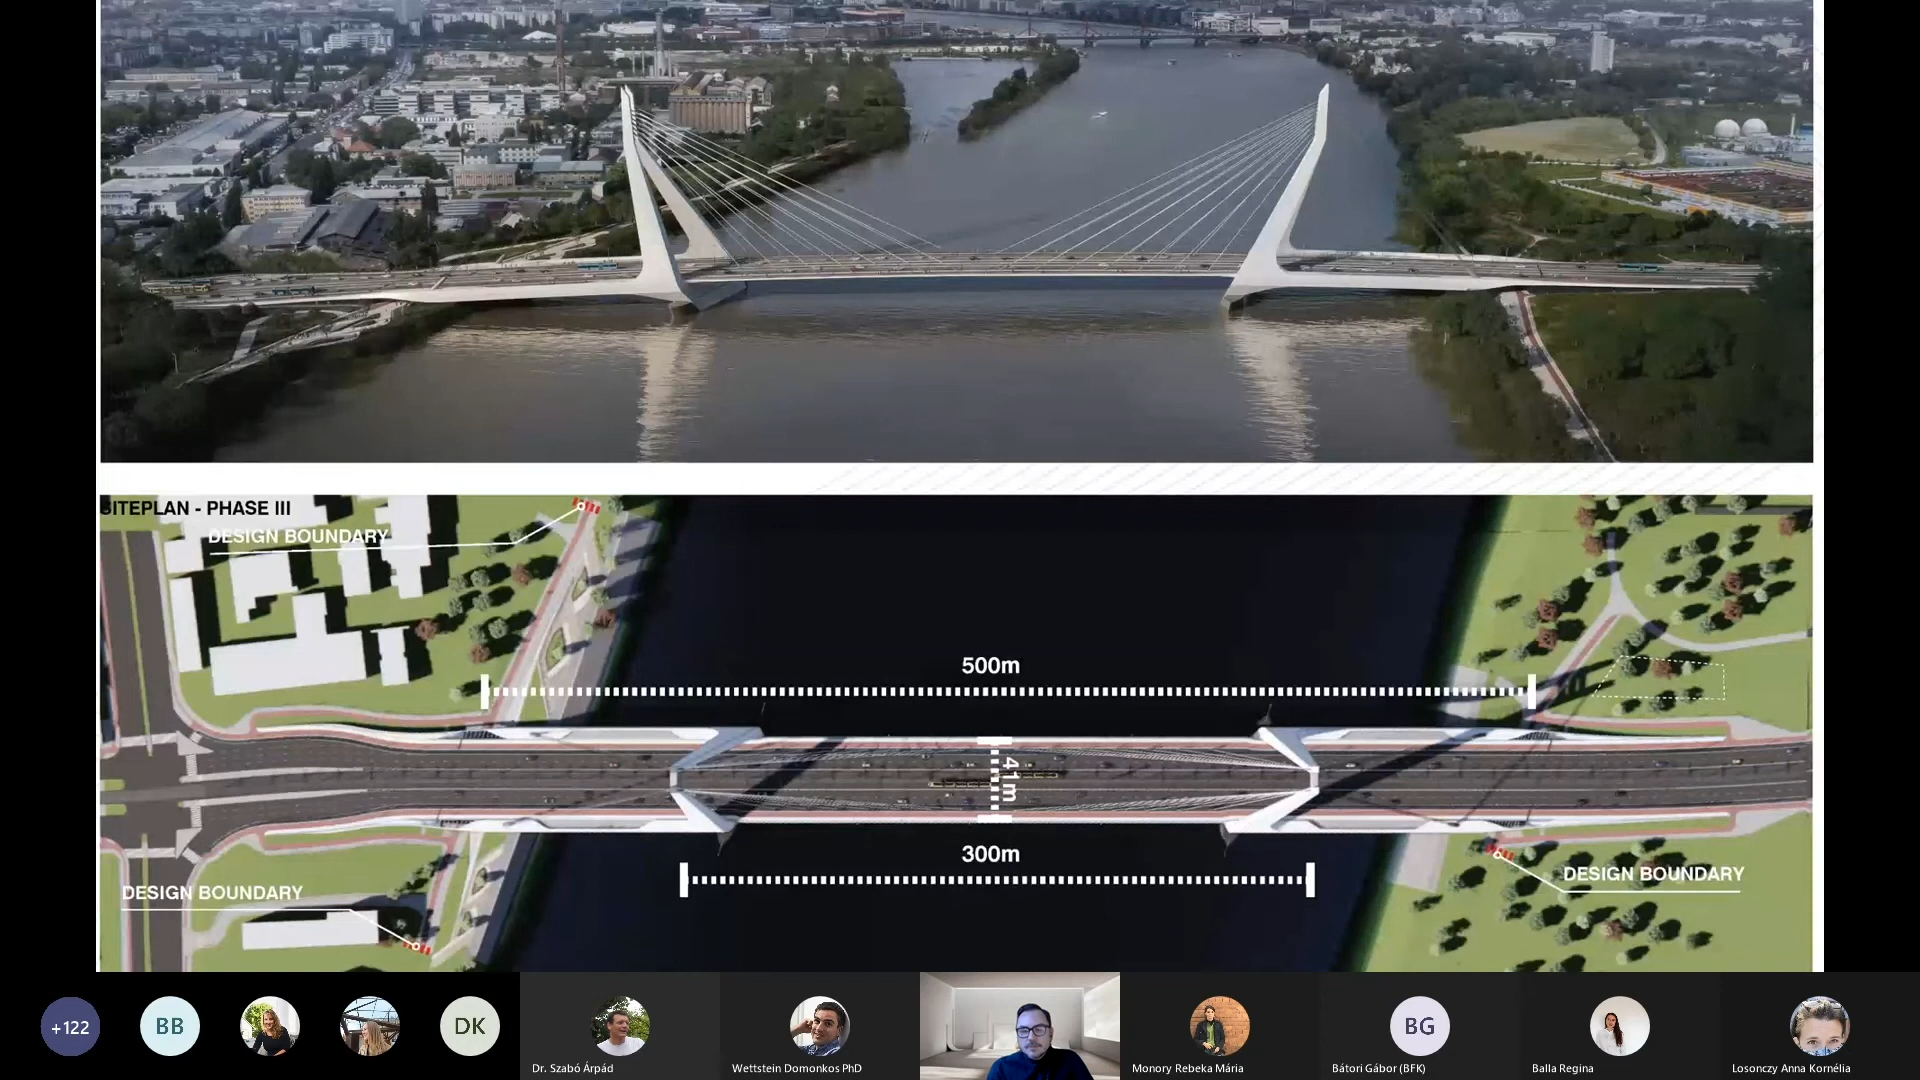 SITEPLAN - PHASE III
DESIGN BOUNDARY
500m
41m
300m
DESIGN BOUNDARY
DESIGN BOUNDARY
+122
BB
DK
Dr. Szabó Árpád
Wettstein Domonkos PhD
Monory Rebeka Mária
BG
Bátori Gábor (BFK)
Balla Regina
Losonczy Anna Kornélia